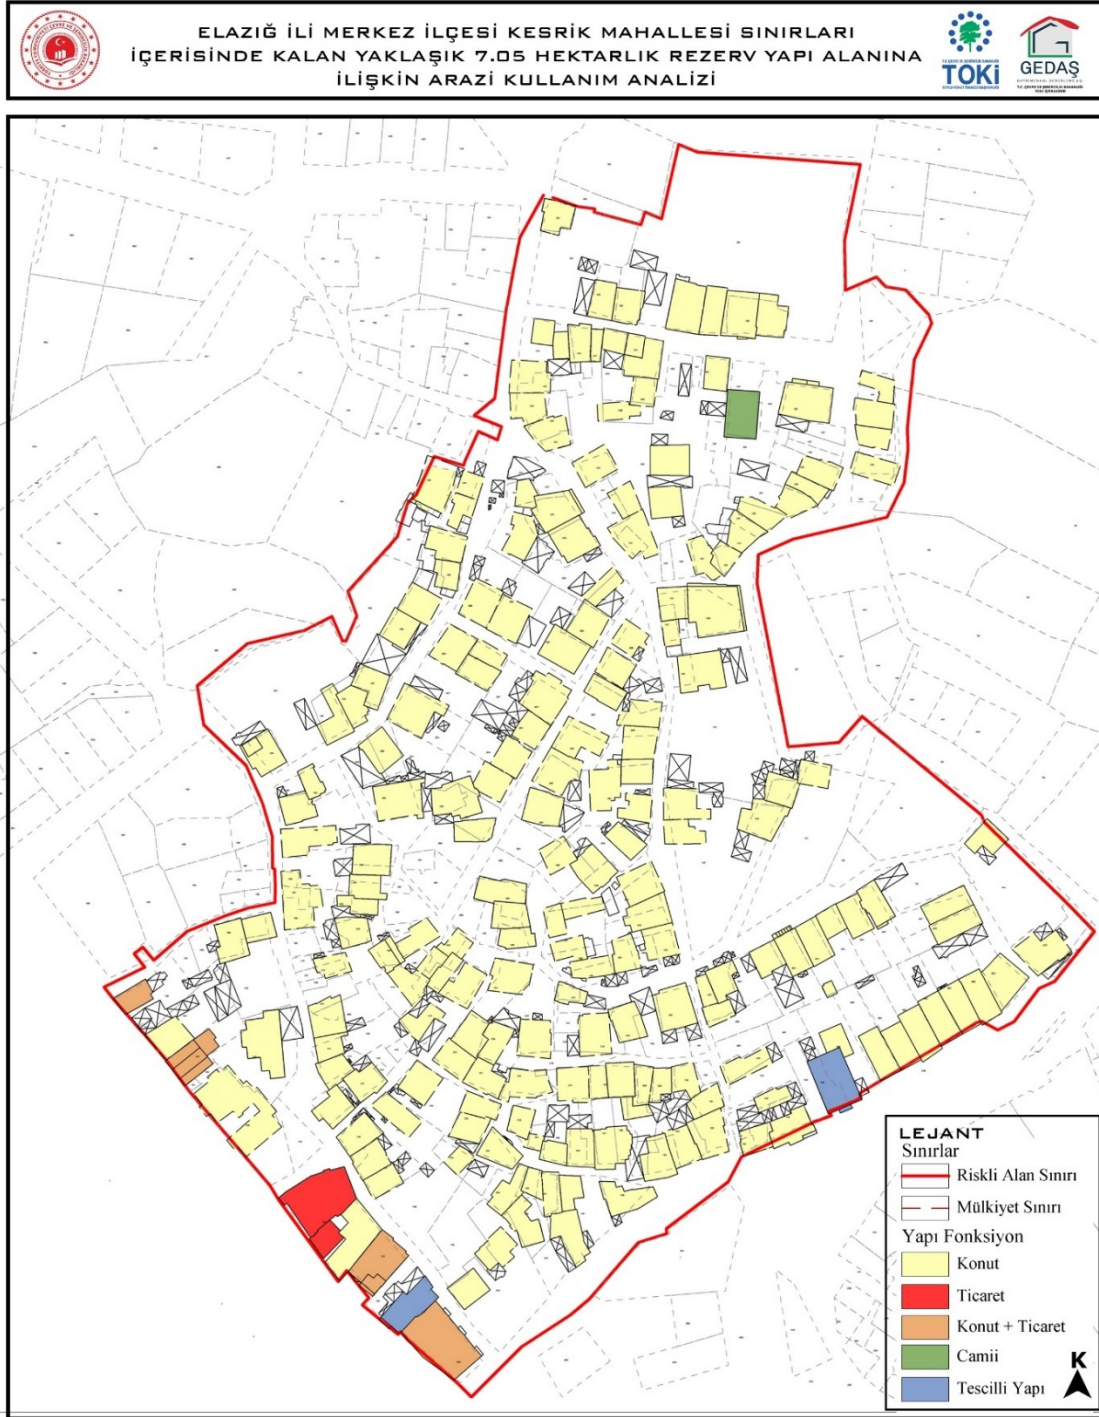 ELAZIĞ İLİ MERKEZ İLÇESİ KESRİK MAHALLESİ SINIRLARI
İÇERİSİNDE KALAN YAKLAŞIK 7.05 HEKTARLIK REZERV YAPI ALANINA
İLİŞKİN ARAZİ KULLANIM ANALİZİ
TOKİ
GEDAŞ
LEJANT
Sınırlar
Riskli Alan Sınırı
Mülkiyet Sınırı
Yapı Fonksiyon
Konut
Ticaret
Konut + Ticaret
Camii
Tescilli Yapı
K